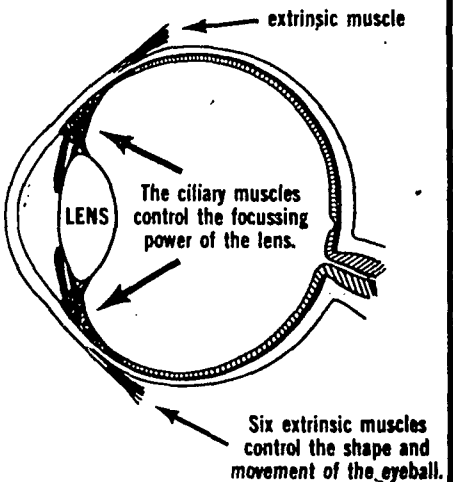 extrinsic muscle
LENS
The ciliary muscles
control the focussing
power of the lens.
Six extrinsic muscles
control the shape and
movement of the eyeball.